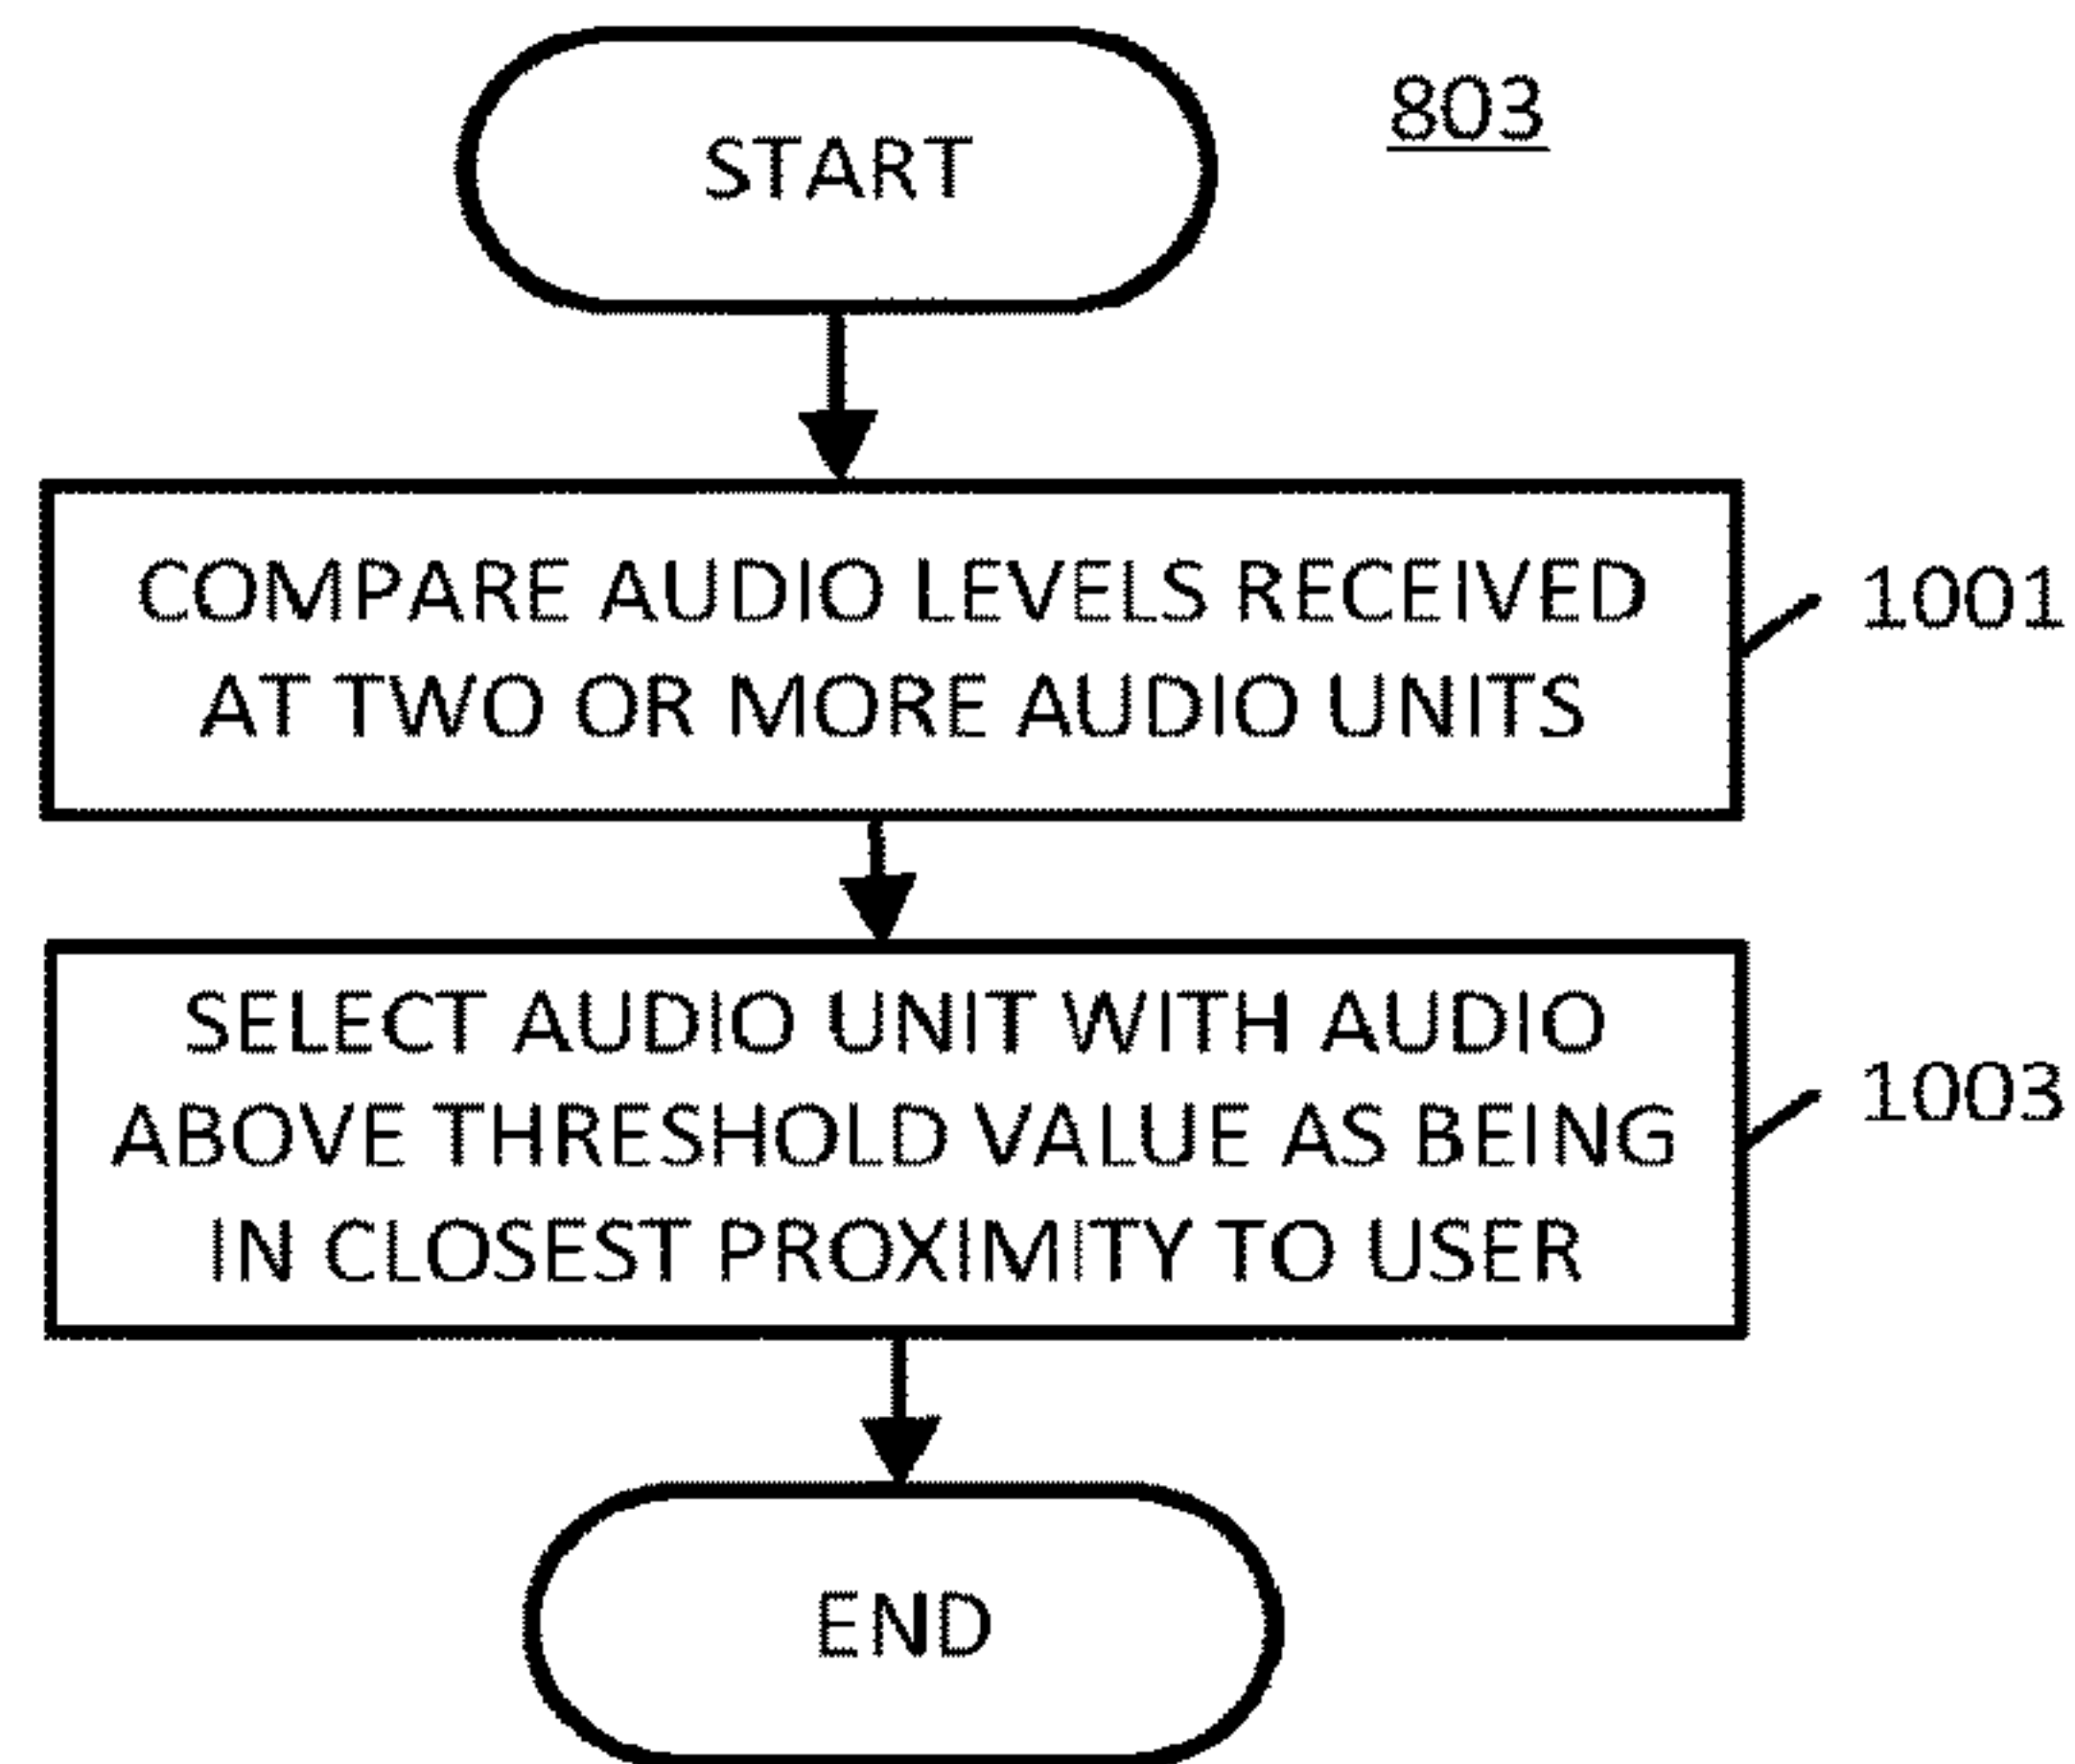 START
803
COMPARE AUDIO LEVELS RECEIVED
AT TWO OR MORE AUDIO UNITS
1001
SELECT AUDIO UNIT WITH AUDIO
ABOVE THRESHOLD VALUE AS BEING
IN CLOSEST PROXIMITY TO USER
1003
END